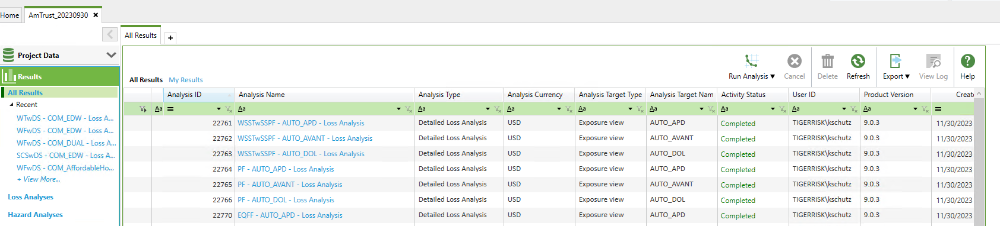 Home AmTrust_20230930 ×
All Results +
Project Data
Results
All Results
Recent
WTwDS - COM_EDW - Loss A...
WFwDS - COM_DUAL - Loss A...
SCSwDS - COM_EDW - Loss A...
WFwDS - COM_AffordableHo...
+ View More...
Loss Analyses
Hazard Analyses
Run Analysis Cancel Delete Refresh Export View Log Help
All Results My Results
Analysis ID Analysis Name Analysis Type Analysis Currency Analysis Target Type Analysis Target Nam Activity Status User ID Product Version Create
Aa = Aa Aa Aa Aa Aa Aa Aa Aa =
22761 WSSTwSSPF - AUTO_APD - Loss Analysis Detailed Loss Analysis USD Exposure view AUTO_APD Completed TIGERRISK\kschutz 9.0.3 11/30/2023
22762 WSSTwSSPF - AUTO_AVANT - Loss Analysis Detailed Loss Analysis USD Exposure view AUTO_AVANT Completed TIGERRISK\kschutz 9.0.3 11/30/2023
22763 WSSTwSSPF - AUTO_DOL - Loss Analysis Detailed Loss Analysis USD Exposure view AUTO_DOL Completed TIGERRISK\kschutz 9.0.3 11/30/2023
22764 PF - AUTO_APD - Loss Analysis Detailed Loss Analysis USD Exposure view AUTO_APD Completed TIGERRISK\kschutz 9.0.3 11/30/2023
22765 PF - AUTO_AVANT - Loss Analysis Detailed Loss Analysis USD Exposure view AUTO_AVANT Completed TIGERRISK\kschutz 9.0.3 11/30/2023
22766 PF - AUTO_DOL - Loss Analysis Detailed Loss Analysis USD Exposure view AUTO_DOL Completed TIGERRISK\kschutz 9.0.3 11/30/2023
22770 EQFF - AUTO_APD - Loss Analysis Detailed Loss Analysis USD Exposure view AUTO_APD Completed TIGERRISK\kschutz 9.0.3 11/30/2023